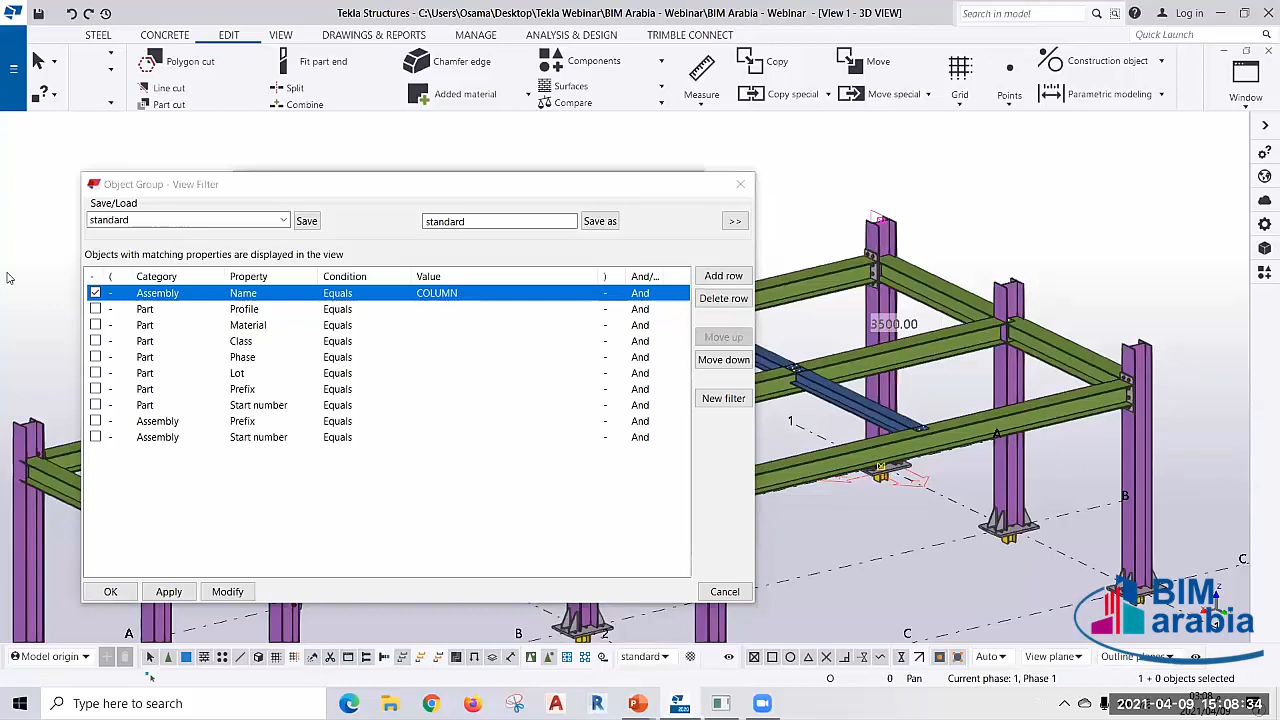 Tekla Structures - [C:\
Osama\Desktop\Tekla Webinar\BIM Arabia - Webina
Arabia - We
- [View 1 - 3D
Search in model
Log in
STEEL CONCRETE EDIT VIEW DRAWINGS & REPORTS MANAGE ANALYSIS & DESIGN TRIMBLE CONNECT
Quick Launch
Polygon cut Fit part end Chamfer edge Components Copy Move Construction object
Line cut Split Added material Surfaces Measure Copy special Move special Grid Points Parametric modeling Window
Part cut Combine Compare
Object Group - View Filter
Save/Load
standard Save standard Save as >>
Objects with matching properties are displayed in the view
- ( Category Property Condition Value ) And/... Add row
- Assembly Name Equals COLUMN - And
- Part Profile Equals - And Delete row
- Part Material Equals - And
- Part Class Equals - And Move up
- Part Phase Equals - And Move down
- Part Lot Equals - And
- Part Prefix Equals - And New filter
- Part Start number Equals - And
- Assembly Prefix Equals - And
- Assembly Start number Equals - And
OK Apply Modify Cancel
3500.00
1
A
B
C
A
B
2
C
z
BIM
arabia
Model origin standard Auto View plane Outline planes
O 0 Pan Current phase: 1, Phase 1 1 + 0 objects selected
Type here to search
03:08
2021-04-09 15:08:34